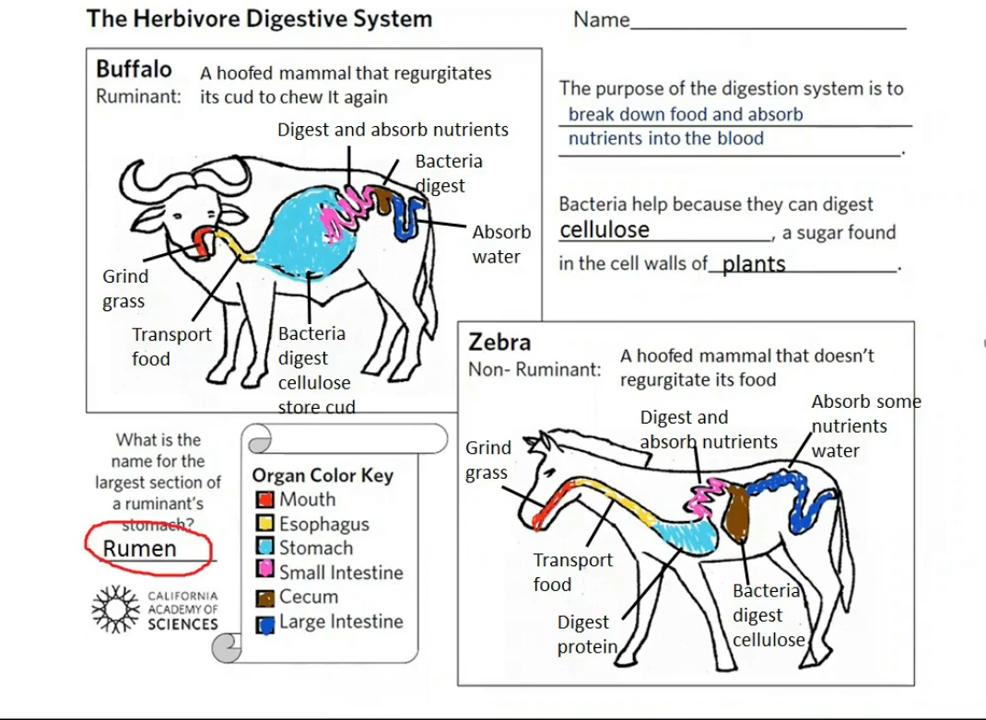 The Herbivore Digestive System
Name
Buffalo
Ruminant:
A hoofed mammal that regurgitates
its cud to chew It again
Digest and absorb nutrients
Bacteria
digest
Absorb
water
Grind
grass
Transport
food
Bacteria
digest
cellulose
store cud
The purpose of the digestion system is to
break down food and absorb
nutrients into the blood.
Bacteria help because they can digest
cellulose, a sugar found
in the cell walls of plants.
Zebra
Non- Ruminant:
A hoofed mammal that doesn't
regurgitate its food
Absorb some
nutrients
water
Digest and
absorb nutrients
Grind
grass
Transport
food
Digest
protein
Bacteria
digest
cellulose
What is the
name for the
largest section of
a ruminant's
stomach?
Rumen
CALIFORNIA
ACADEMY OF
SCIENCES
Organ Color Key
Mouth
Esophagus
Stomach
Small Intestine
Cecum
Large Intestine